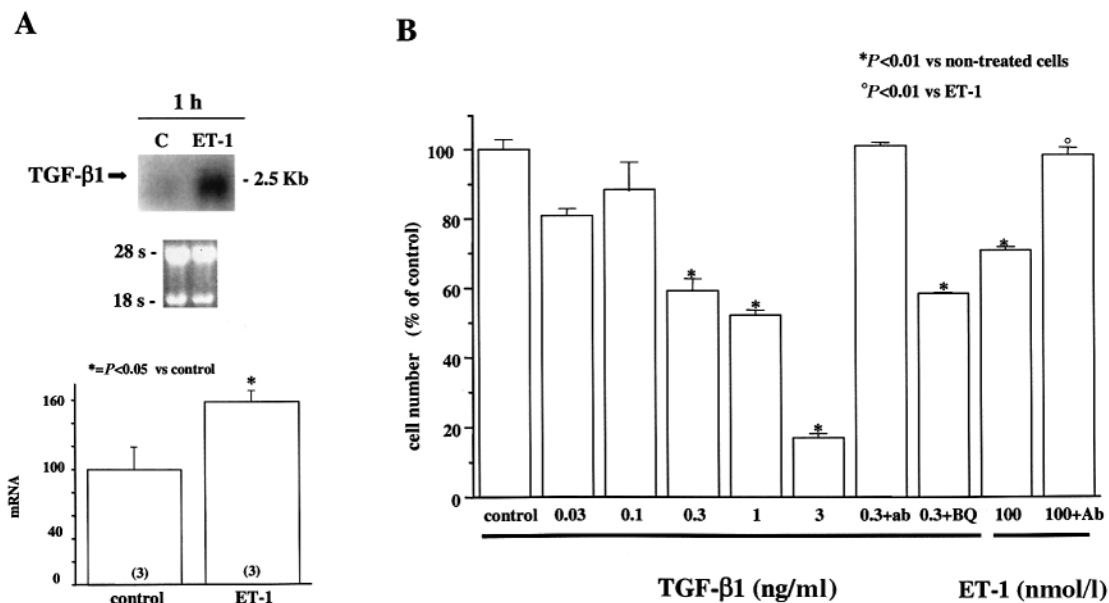 A
1 h
C ET-1
TGF-β1 ➡ - 2.5 Kb
28 s -
18 s -
*=P<0.05 vs control
*
160
100
40
0
mRNA
(3) (3)
control ET-1
B
*P<0.01 vs non-treated cells
°P<0.01 vs ET-1
cell number (% of control)
100
80
60
40
20
0
* * * * * °
control 0.03 0.1 0.3 1 3 0.3+ab 0.3+BQ 100 100+Ab
TGF-β1 (ng/ml) ET-1 (nmol/l)